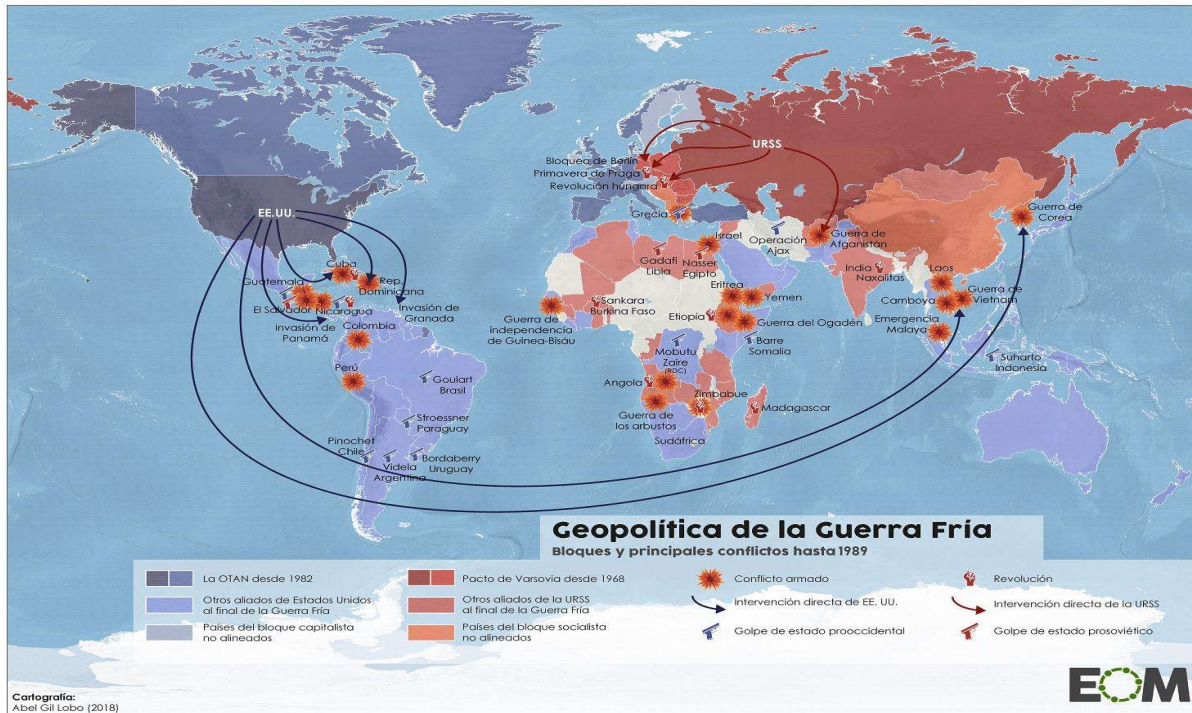 URSS
Bloqueo de Berlín
Primavera de Praga
Revolución húngara
EE.UU.
Grecia
Israel
Operación
Ajax
Guerra de
Afganistán
Guerra de
Corea
Gadafi
Libia
Nasser
Egipto
India
Naxalitas
Laos
Cuba
Guatemala
Rep.
Dominicana
El Salvador
Nicaragua
Invasión de
Granada
Invasión de
Panamá
Colombia
Eritrea
Yemen
Camboya
Guerra de
Vietnam
Sankara
Burkina Faso
Etiopía
Guerra del Ogadén
Emergencia
Malaya
Guerra de
independencia
de Guinea-Bisáu
Mobutu
Zaire
(RDC)
Barre
Somalia
Suharto
Indonesia
Perú
Goulart
Brasil
Angola
Zimbabue
Madagascar
Guerra de
los arbustos
Sudáfrica
Stroessner
Paraguay
Pinochet
Chile
Videla
Argentina
Bordaberry
Uruguay
Geopolítica de la Guerra Fría
Bloques y principales conflictos hasta 1989
La OTAN desde 1982
Otros aliados de Estados Unidos
al final de la Guerra Fría
Países del bloque capitalista
no alineados
Pacto de Varsovia desde 1968
Otros aliados de la URSS
al final de la Guerra Fría
Países del bloque socialista
no alineados
Conflicto armado
Intervención directa de EE. UU.
Golpe de estado prooccidental
Revolución
Intervención directa de la URSS
Golpe de estado prosoviético
Cartografía:
Abel Gil Lobo (2018)
EOM